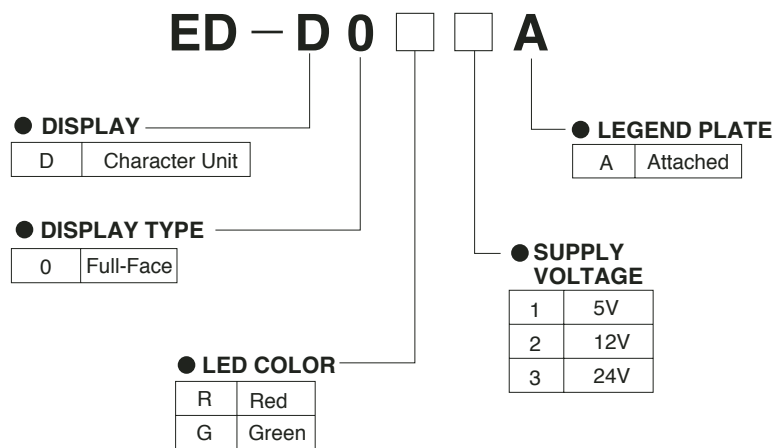 ED – D 0 □ □ A
● DISPLAY
D Character Unit
● LEGEND PLATE
A Attached
● DISPLAY TYPE
0 Full-Face
● SUPPLY
VOLTAGE
1 5V
2 12V
3 24V
● LED COLOR
R Red
G Green